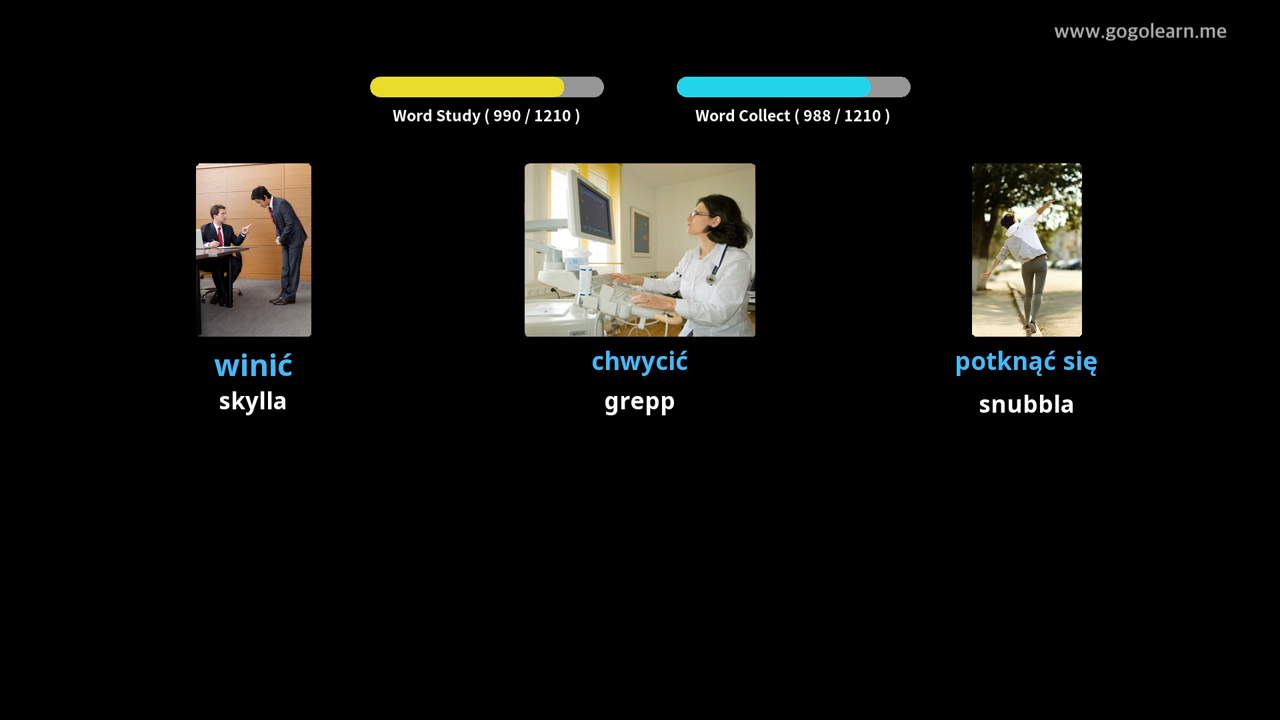 www.gogolearn.me
Word Study ( 990 / 1210 )
Word Collect ( 988 / 1210 )
winić
skylla
chwycić
grepp
potknąć się
snubbla